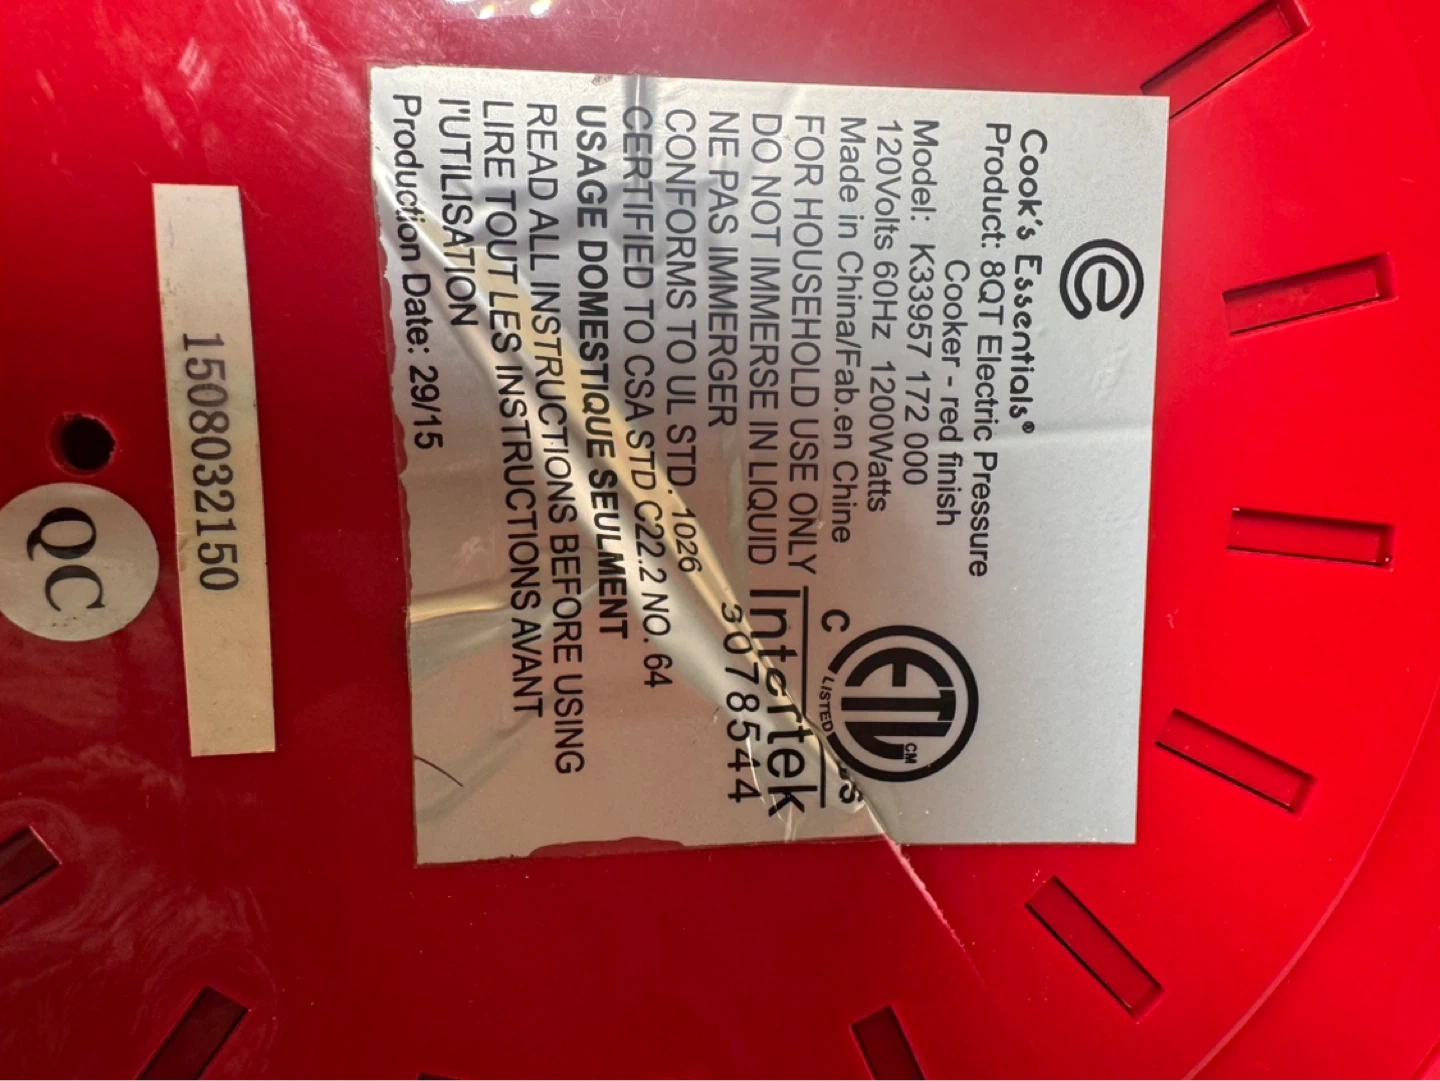 Cook's Essentials®
Product: 8QT Electric Pressure
Cooker - red finish
Model: K33957 172 000
120Volts 60Hz 1200Watts
Made in China/Fab.en Chine
FOR HOUSEHOLD USE ONLY
DO NOT IMMERSE IN LIQUID
NE PAS IMMERGER
CONFORMS TO UL STD. 1026
CERTIFIED TO CSA STD C22.2 NO. 64
USAGE DOMESTIQUE SEULMENT
READ ALL INSTRUCTIONS BEFORE USING
LIRE TOUT LES INSTRUCTIONS AVANT
l'UTILISATION
Production Date: 29/15
ETL CM
C LISTED US
Intertek
3078544
1508032150
QC